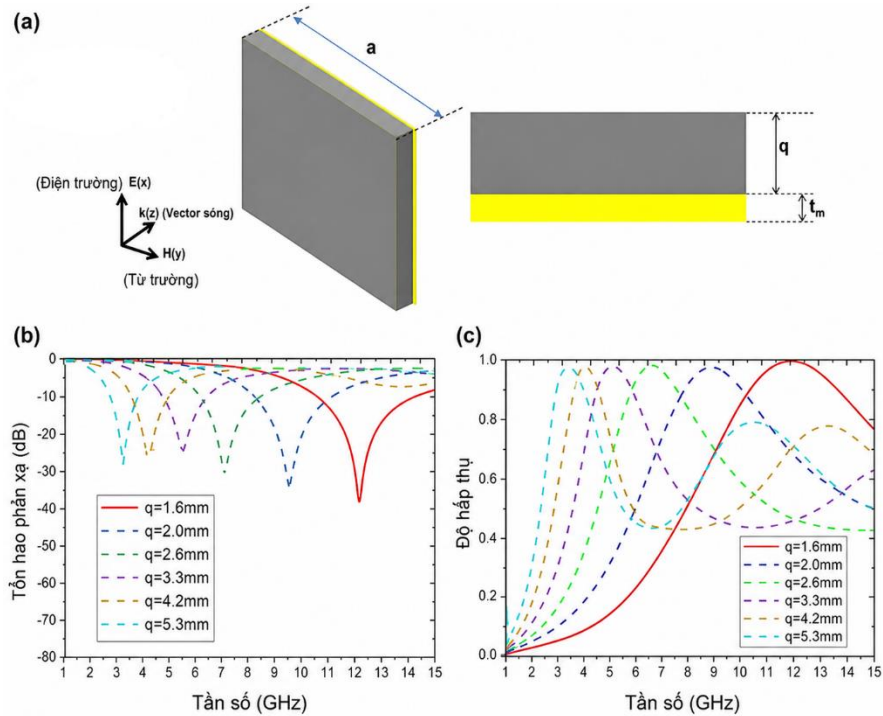 (a)
a
q
t_m
(Điện trường) E(x)
k(z) (Vector sóng)
H(y)
(Từ trường)
(b)
0
-10
-20
-30
-40
-50
-60
-70
-80
Tổn hao phản xạ (dB)
q=1.6mm
q=2.0mm
q=2.6mm
q=3.3mm
q=4.2mm
q=5.3mm
1 2 3 4 5 6 7 8 9 10 11 12 13 14 15
Tần số (GHz)
(c)
1.0
0.8
0.6
0.4
0.2
0.0
Độ hấp thụ
q=1.6mm
q=2.0mm
q=2.6mm
q=3.3mm
q=4.2mm
q=5.3mm
1 2 3 4 5 6 7 8 9 10 11 12 13 14 15
Tần số (GHz)